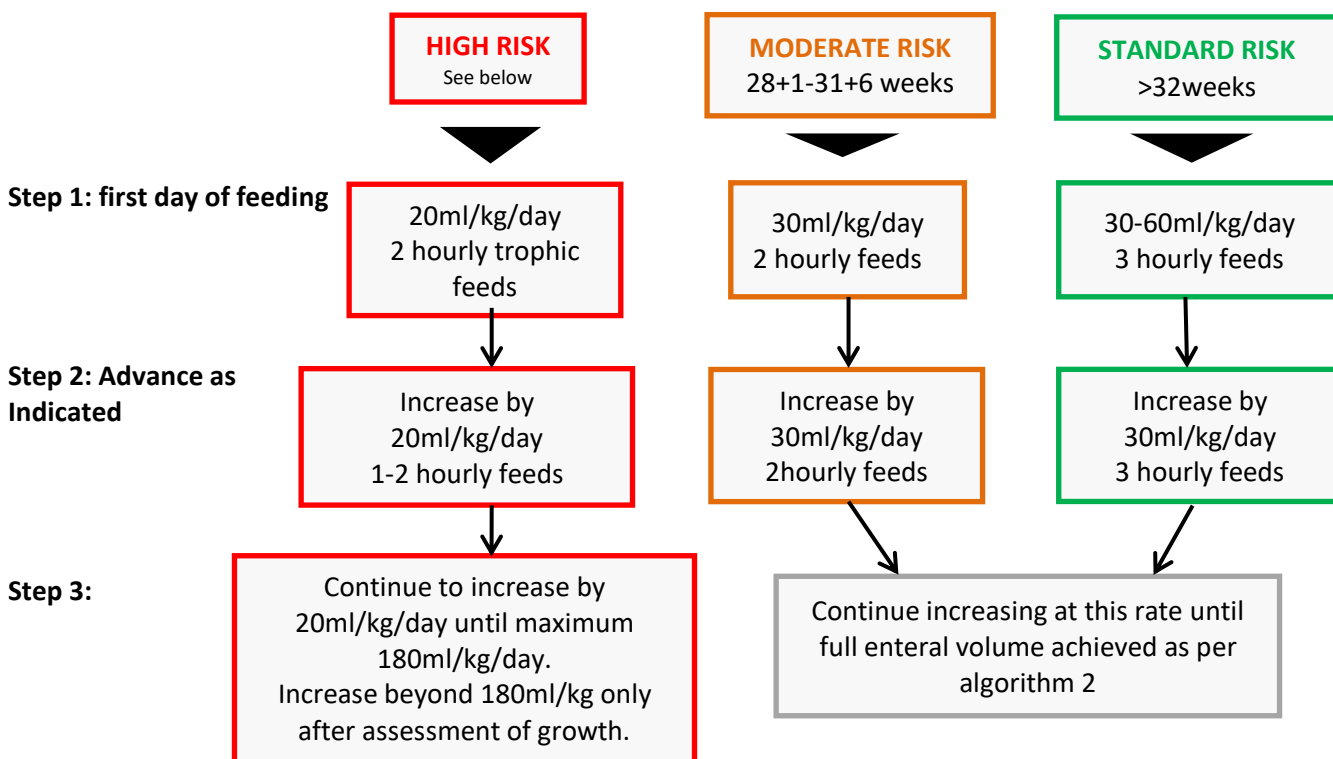 HIGH RISK
See below
MODERATE RISK
28+1-31+6 weeks
STANDARD RISK
>32weeks
Step 1: first day of feeding
20ml/kg/day
2 hourly trophic
feeds
30ml/kg/day
2 hourly feeds
30-60ml/kg/day
3 hourly feeds
Step 2: Advance as
Indicated
Increase by
20ml/kg/day
1-2 hourly feeds
Increase by
30ml/kg/day
2hourly feeds
Increase by
30ml/kg/day
3 hourly feeds
Step 3:
Continue to increase by
20ml/kg/day until maximum
180ml/kg/day.
Increase beyond 180ml/kg only
after assessment of growth.
Continue increasing at this rate until
full enteral volume achieved as per
algorithm 2